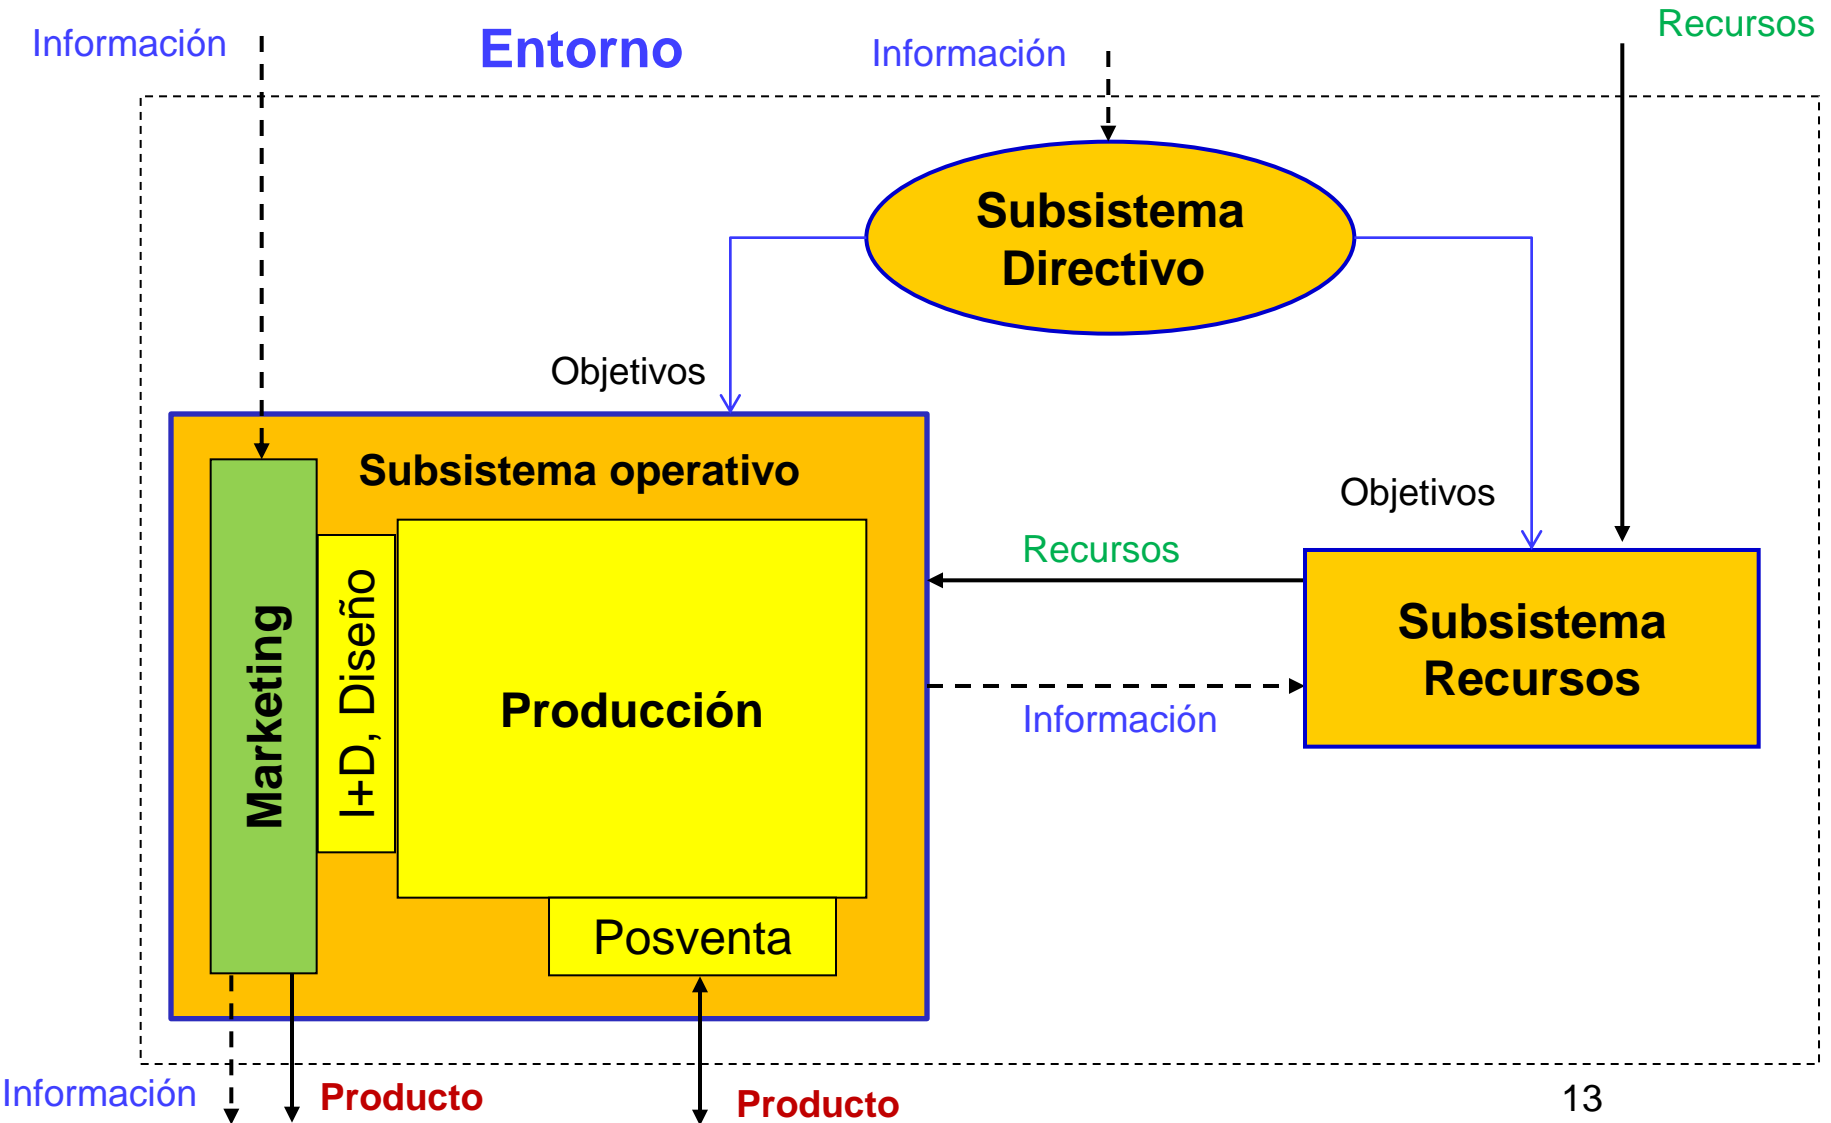 Información
Entorno
Información
Recursos
Subsistema
Directivo
Objetivos
Subsistema operativo
Objetivos
Marketing
I+D, Diseño
Producción
Posventa
Recursos
Información
Subsistema
Recursos
Información
Producto
Producto
13